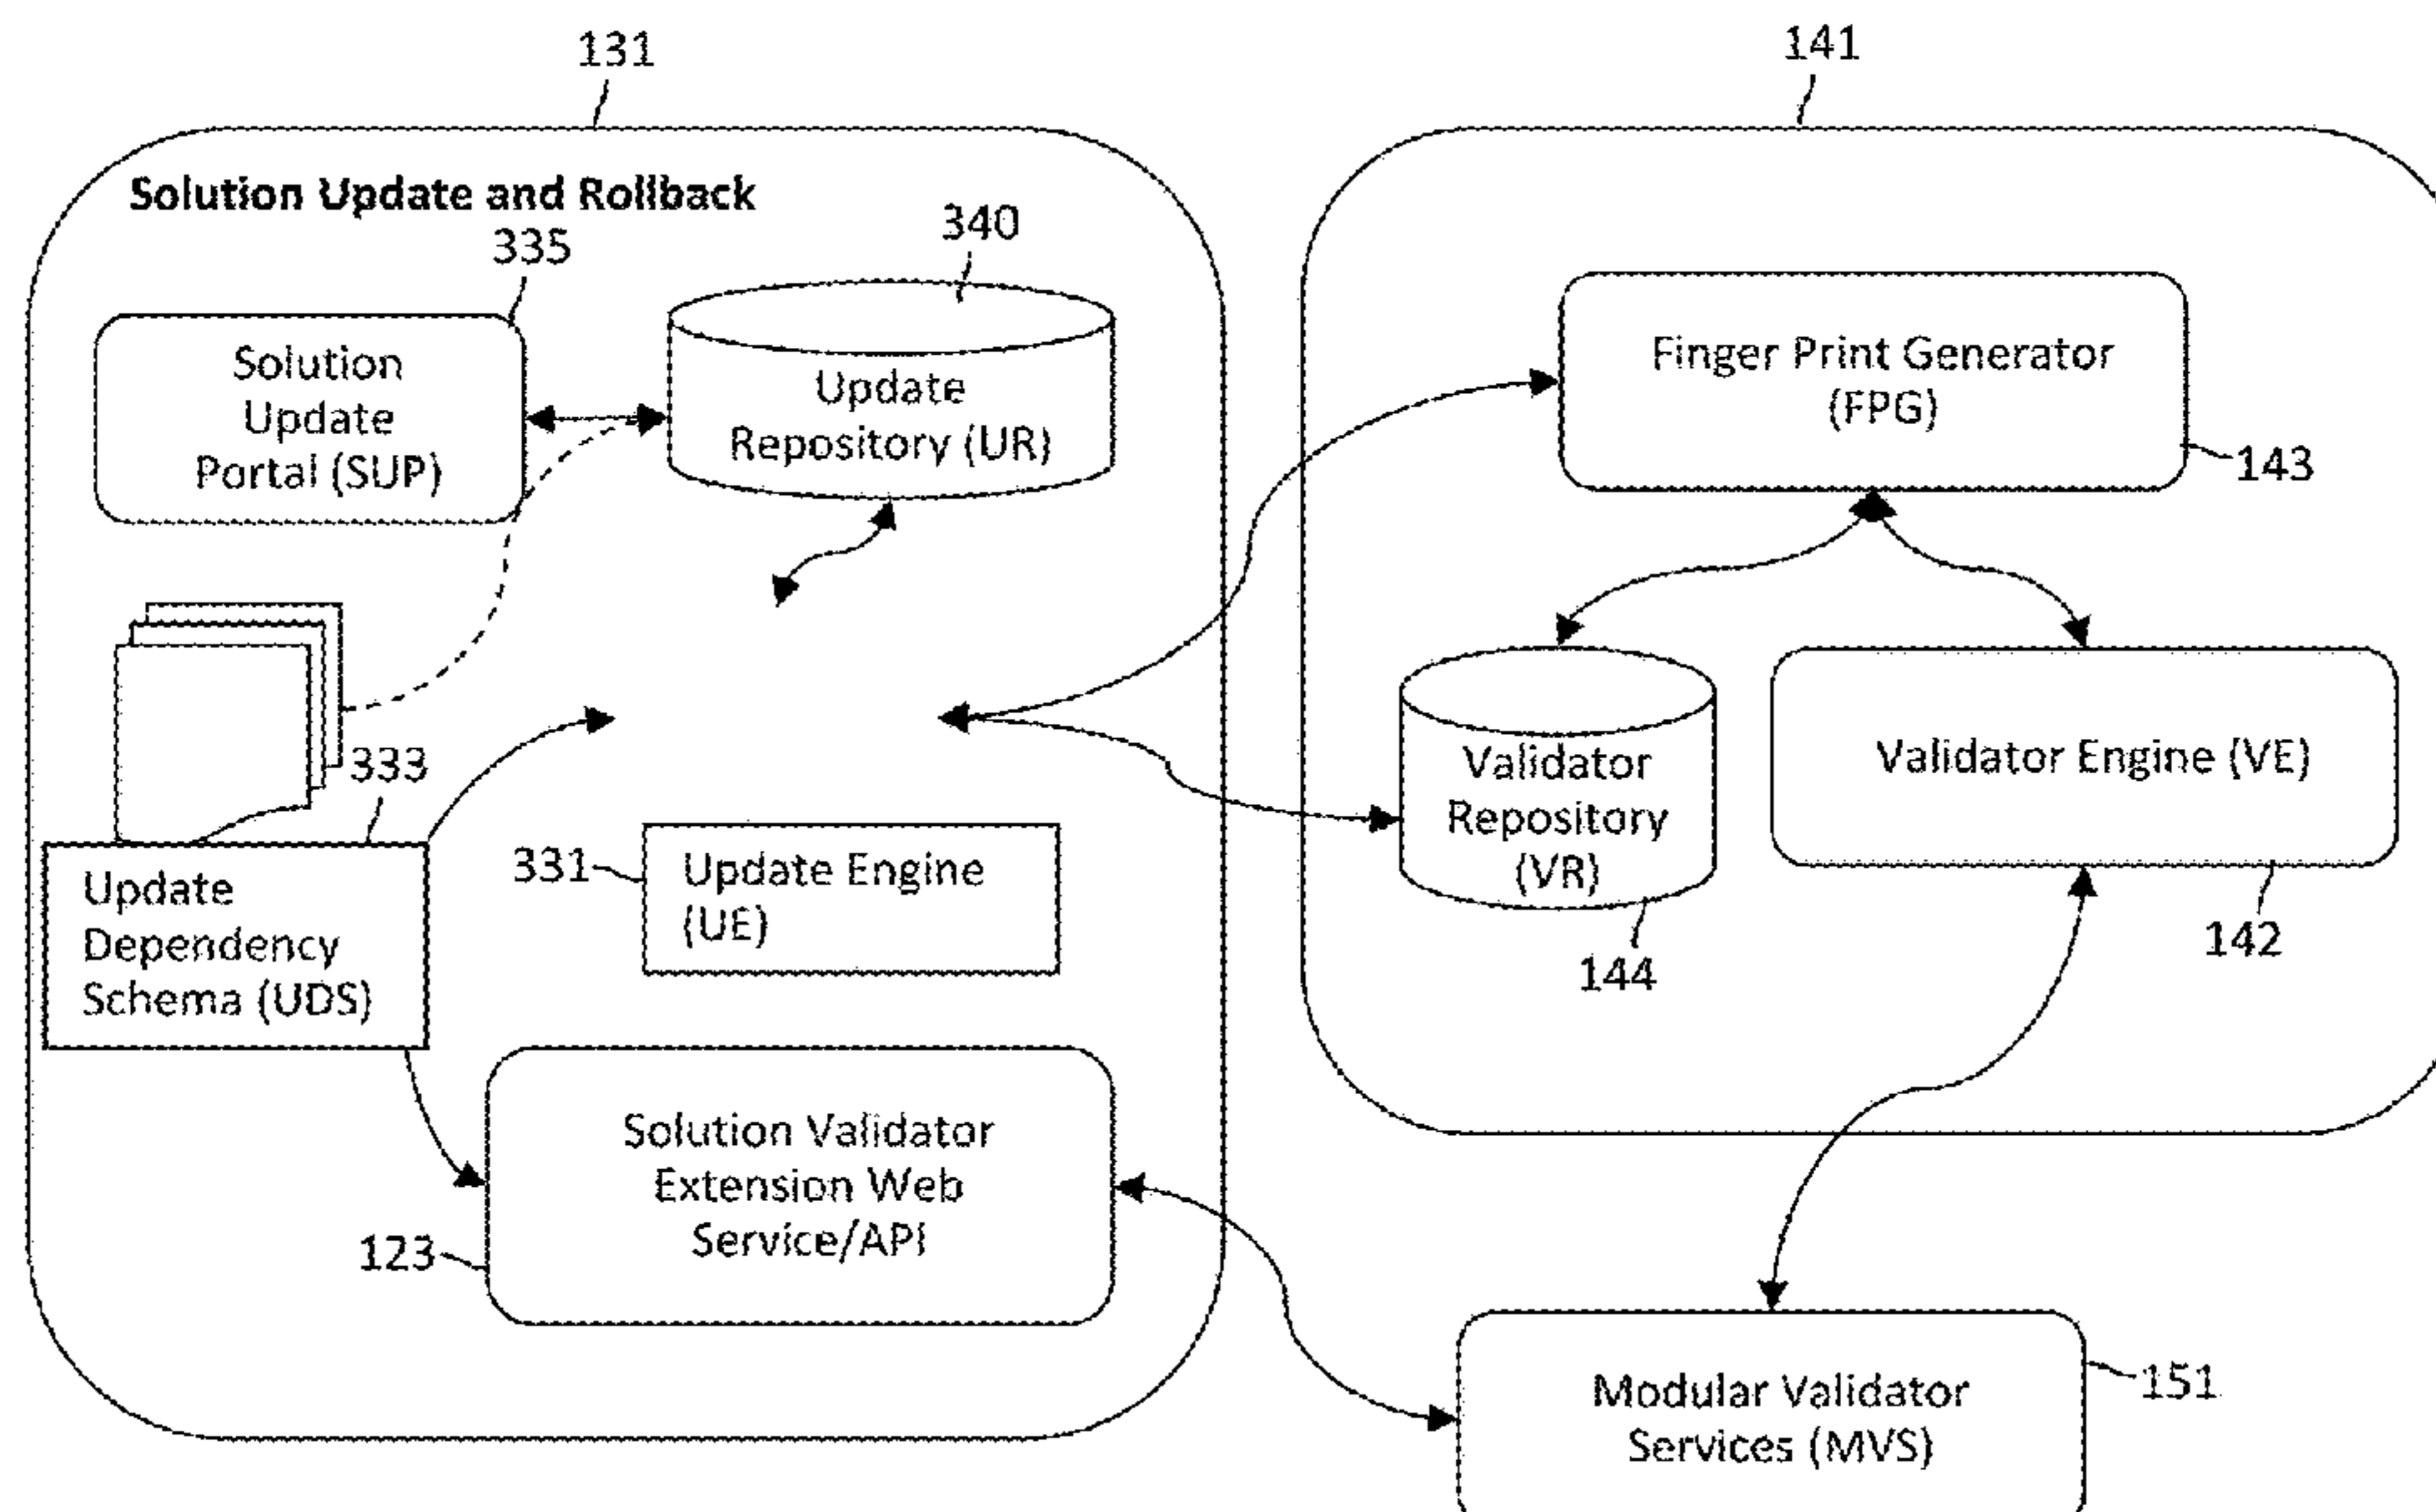 131
141
Solution Update and Rollback
335
340
Solution
Update
Portal (SUP)
Update
Repository (UR)
Finger Print Generator
(FPG)
143
333
Update
Dependency
Schema (UDS)
331
Update Engine
(UE)
Validator
Repository
(VR)
144
Validator Engine (VE)
142
Solution Validator
Extension Web
Service/API
123
Modular Validator
Services (MVS)
151